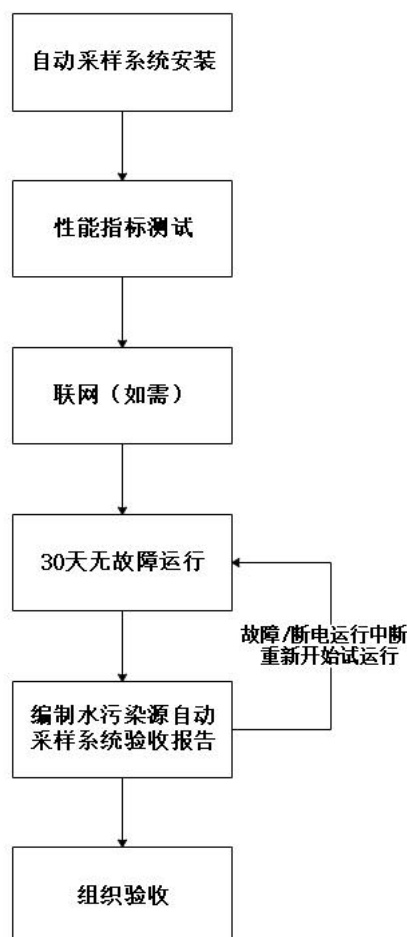 自动采样系统安装
性能指标测试
联网（如需）
30天无故障运行
故障/断电运行中断
重新开始试运行
编制水污染源自动
采样系统验收报告
组织验收